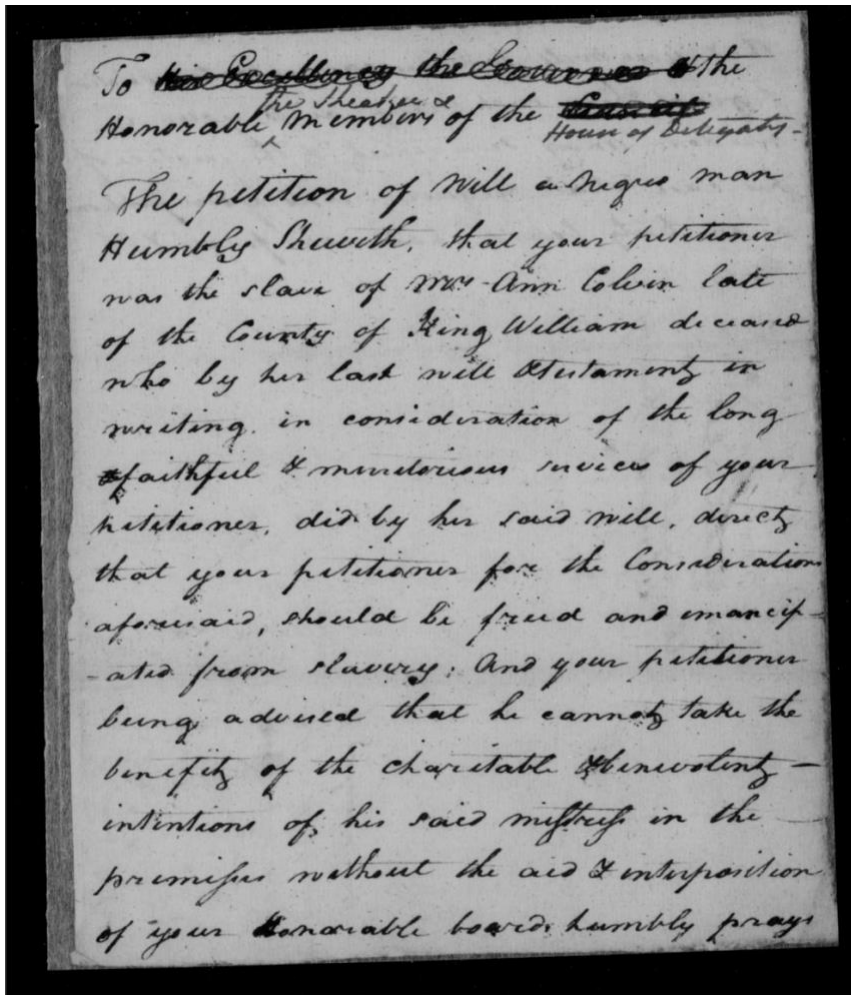 To ~~His Excellency the Governor &~~ the
Honorable ^the Speaker &^ members of the ~~Council~~
House of Delegates -
The petition of Will a negro man
Humbly Sheweth, that your petitioner
was the slave of Mrs Ann Colvin late
of the County of King William deceased
who by her last will & testament in
writing in consideration of the long
faithful & meritorious services of your
petitioner, did by her said will, direct
that your petitioner for the Considerations
aforesaid, should be freed and emancip
-ated from slavery; And your petitioner
being advised that he cannot take the
benefit of the charitable & benevolent -
intentions of his said mistress in the
premises without the aid & interposition
of your Honorable board, humbly prays